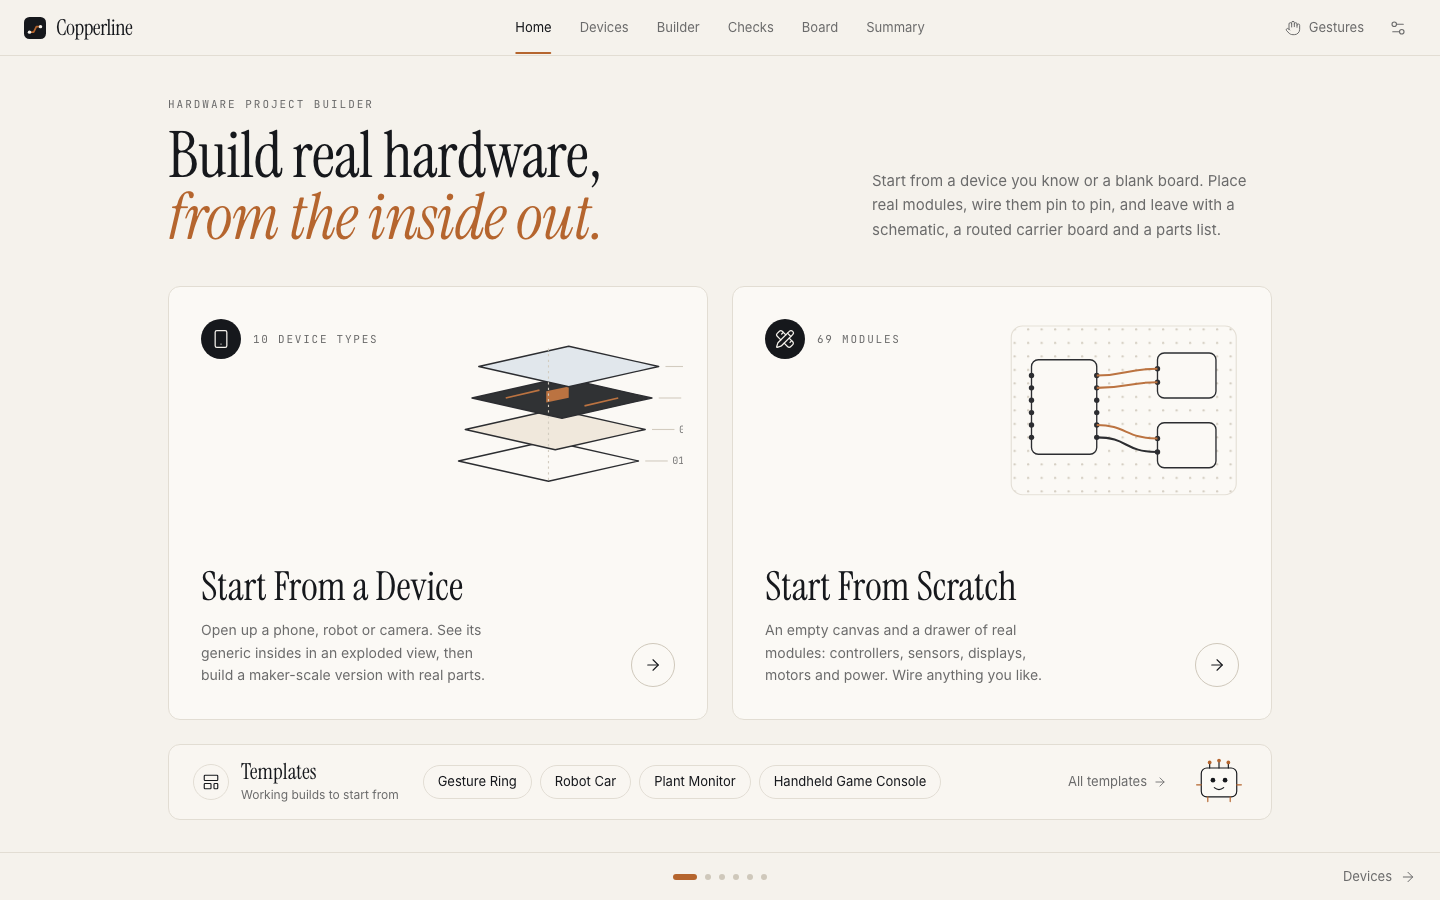 Copperline
Home
Devices
Builder
Checks
Board
Summary
Gestures
HARDWARE PROJECT BUILDER
Build real hardware,
from the inside out.
Start from a device you know or a blank board. Place
real modules, wire them pin to pin, and leave with a
schematic, a routed carrier board and a parts list.
10 DEVICE TYPES
01
Start From a Device
Open up a phone, robot or camera. See its
generic insides in an exploded view, then
build a maker-scale version with real parts.
69 MODULES
Start From Scratch
An empty canvas and a drawer of real
modules: controllers, sensors, displays,
motors and power. Wire anything you like.
Templates
Working builds to start from
Gesture Ring
Robot Car
Plant Monitor
Handheld Game Console
All templates
Devices